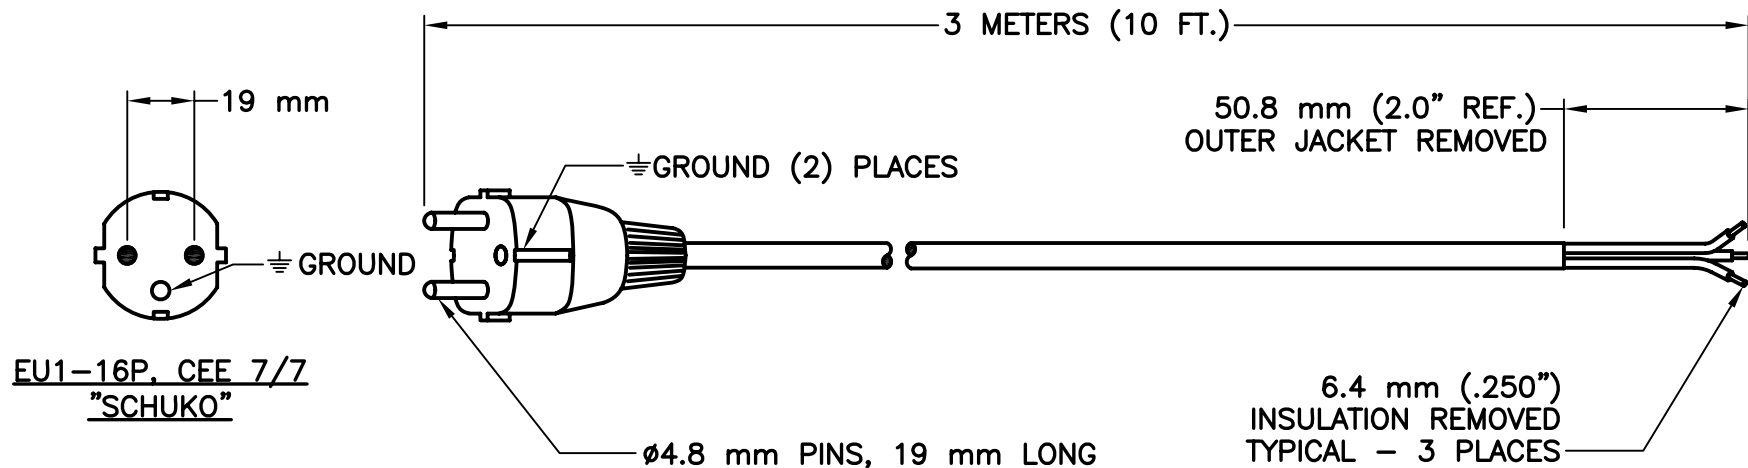 3 METERS (10 FT.)
19 mm
50.8 mm (2.0" REF.)
OUTER JACKET REMOVED
GROUND (2) PLACES
GROUND
EU1-16P, CEE 7/7
"SCHUKO"
6.4 mm (.250")
INSULATION REMOVED
TYPICAL - 3 PLACES
ø4.8 mm PINS, 19 mm LONG